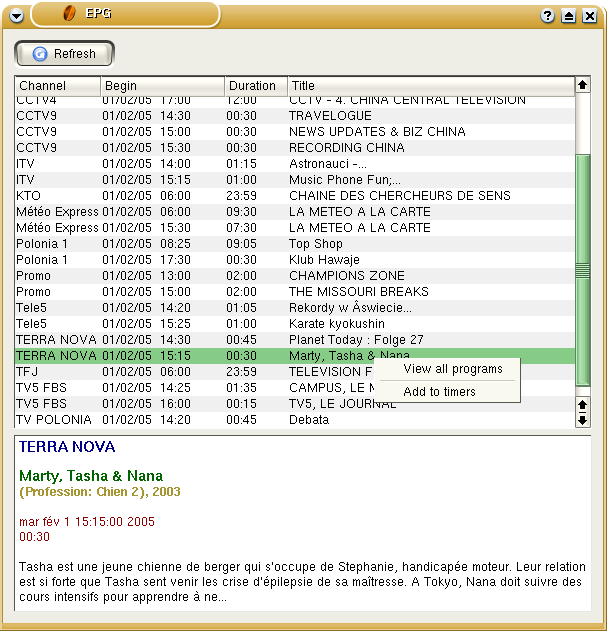 EPG
Refresh
Channel Begin Duration Title
CCTV4 01/02/05 17:00 12:00 CCTV - 4. CHINA CENTRAL TELEVISION
CCTV9 01/02/05 14:30 00:30 TRAVELOGUE
CCTV9 01/02/05 15:00 00:30 NEWS UPDATES & BIZ CHINA
CCTV9 01/02/05 15:30 00:30 RECORDING CHINA
ITV 01/02/05 14:00 01:15 Astronauci -...
ITV 01/02/05 15:15 01:00 Music Phone Fun;...
KTO 01/02/05 06:00 23:59 CHAINE DES CHERCHEURS DE SENS
Météo Express 01/02/05 06:00 09:30 LA METEO A LA CARTE
Météo Express 01/02/05 15:30 07:30 LA METEO A LA CARTE
Polonia 1 01/02/05 08:25 09:05 Top Shop
Polonia 1 01/02/05 17:30 00:30 Klub Hawaje
Promo 01/02/05 13:00 02:00 CHAMPIONS ZONE
Promo 01/02/05 15:00 02:00 THE MISSOURI BREAKS
Tele5 01/02/05 14:20 01:05 Rekordy w Âswiecie...
Tele5 01/02/05 15:25 01:00 Karate kyokushin
TERRA NOVA 01/02/05 14:30 00:45 Planet Today : Folge 27
TERRA NOVA 01/02/05 15:15 00:30 Marty, Tasha & Nana
TFJ 01/02/05 06:00 23:59 TELEVISION F
View all programs
TV5 FBS 01/02/05 14:25 01:35 CAMPUS, LE
Add to timers
TV5 FBS 01/02/05 16:00 00:15 TV5, LE JOURNAL
TV POLONIA 01/02/05 14:20 00:45 Debata
TERRA NOVA
Marty, Tasha & Nana
(Profession: Chien 2), 2003
mar fév 1 15:15:00 2005
00:30
Tasha est une jeune chienne de berger qui s'occupe de Stephanie, handicapée moteur. Leur relation
est si forte que Tasha sent venir les crise d'épilepsie de sa maîtresse. A Tokyo, Nana doit suivre des
cours intensifs pour apprendre à ne...